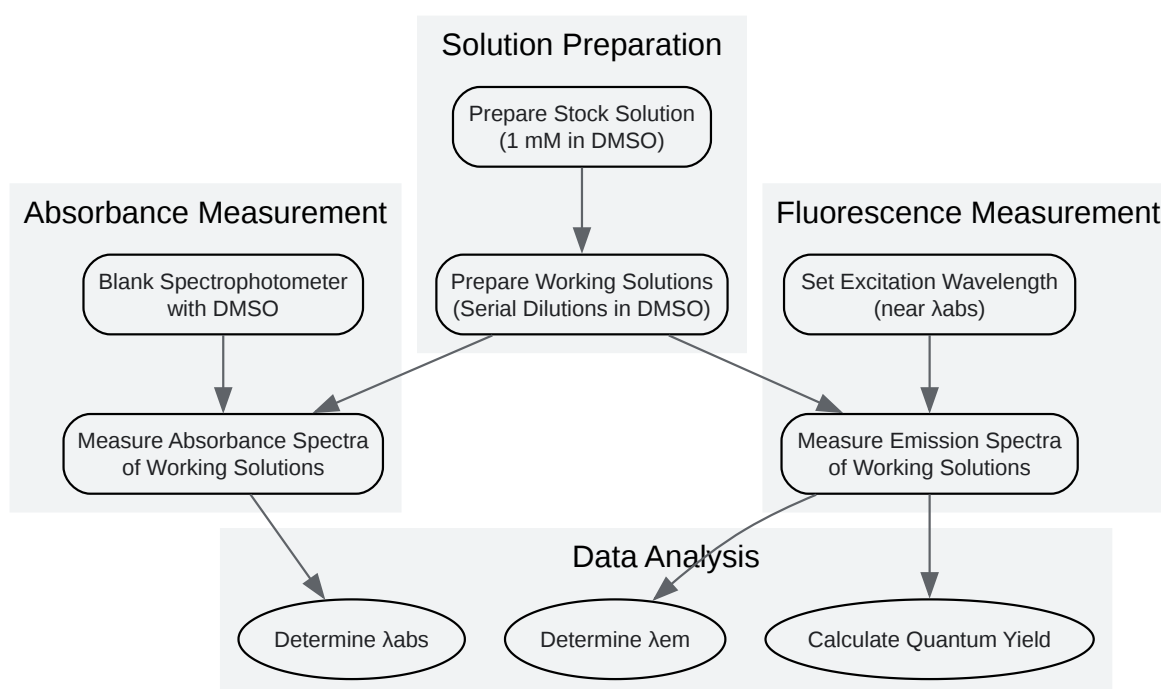 Solution Preparation
Prepare Stock Solution
(1 mM in DMSO)
Absorbance Measurement
Fluorescence Measurement
Blank Spectrophotometer
with DMSO
Prepare Working Solutions
(Serial Dilutions in DMSO)
Set Excitation Wavelength
(near λabs)
Measure Absorbance Spectra
of Working Solutions
Measure Emission Spectra
of Working Solutions
Data Analysis
Determine λabs
Determine λem
Calculate Quantum Yield